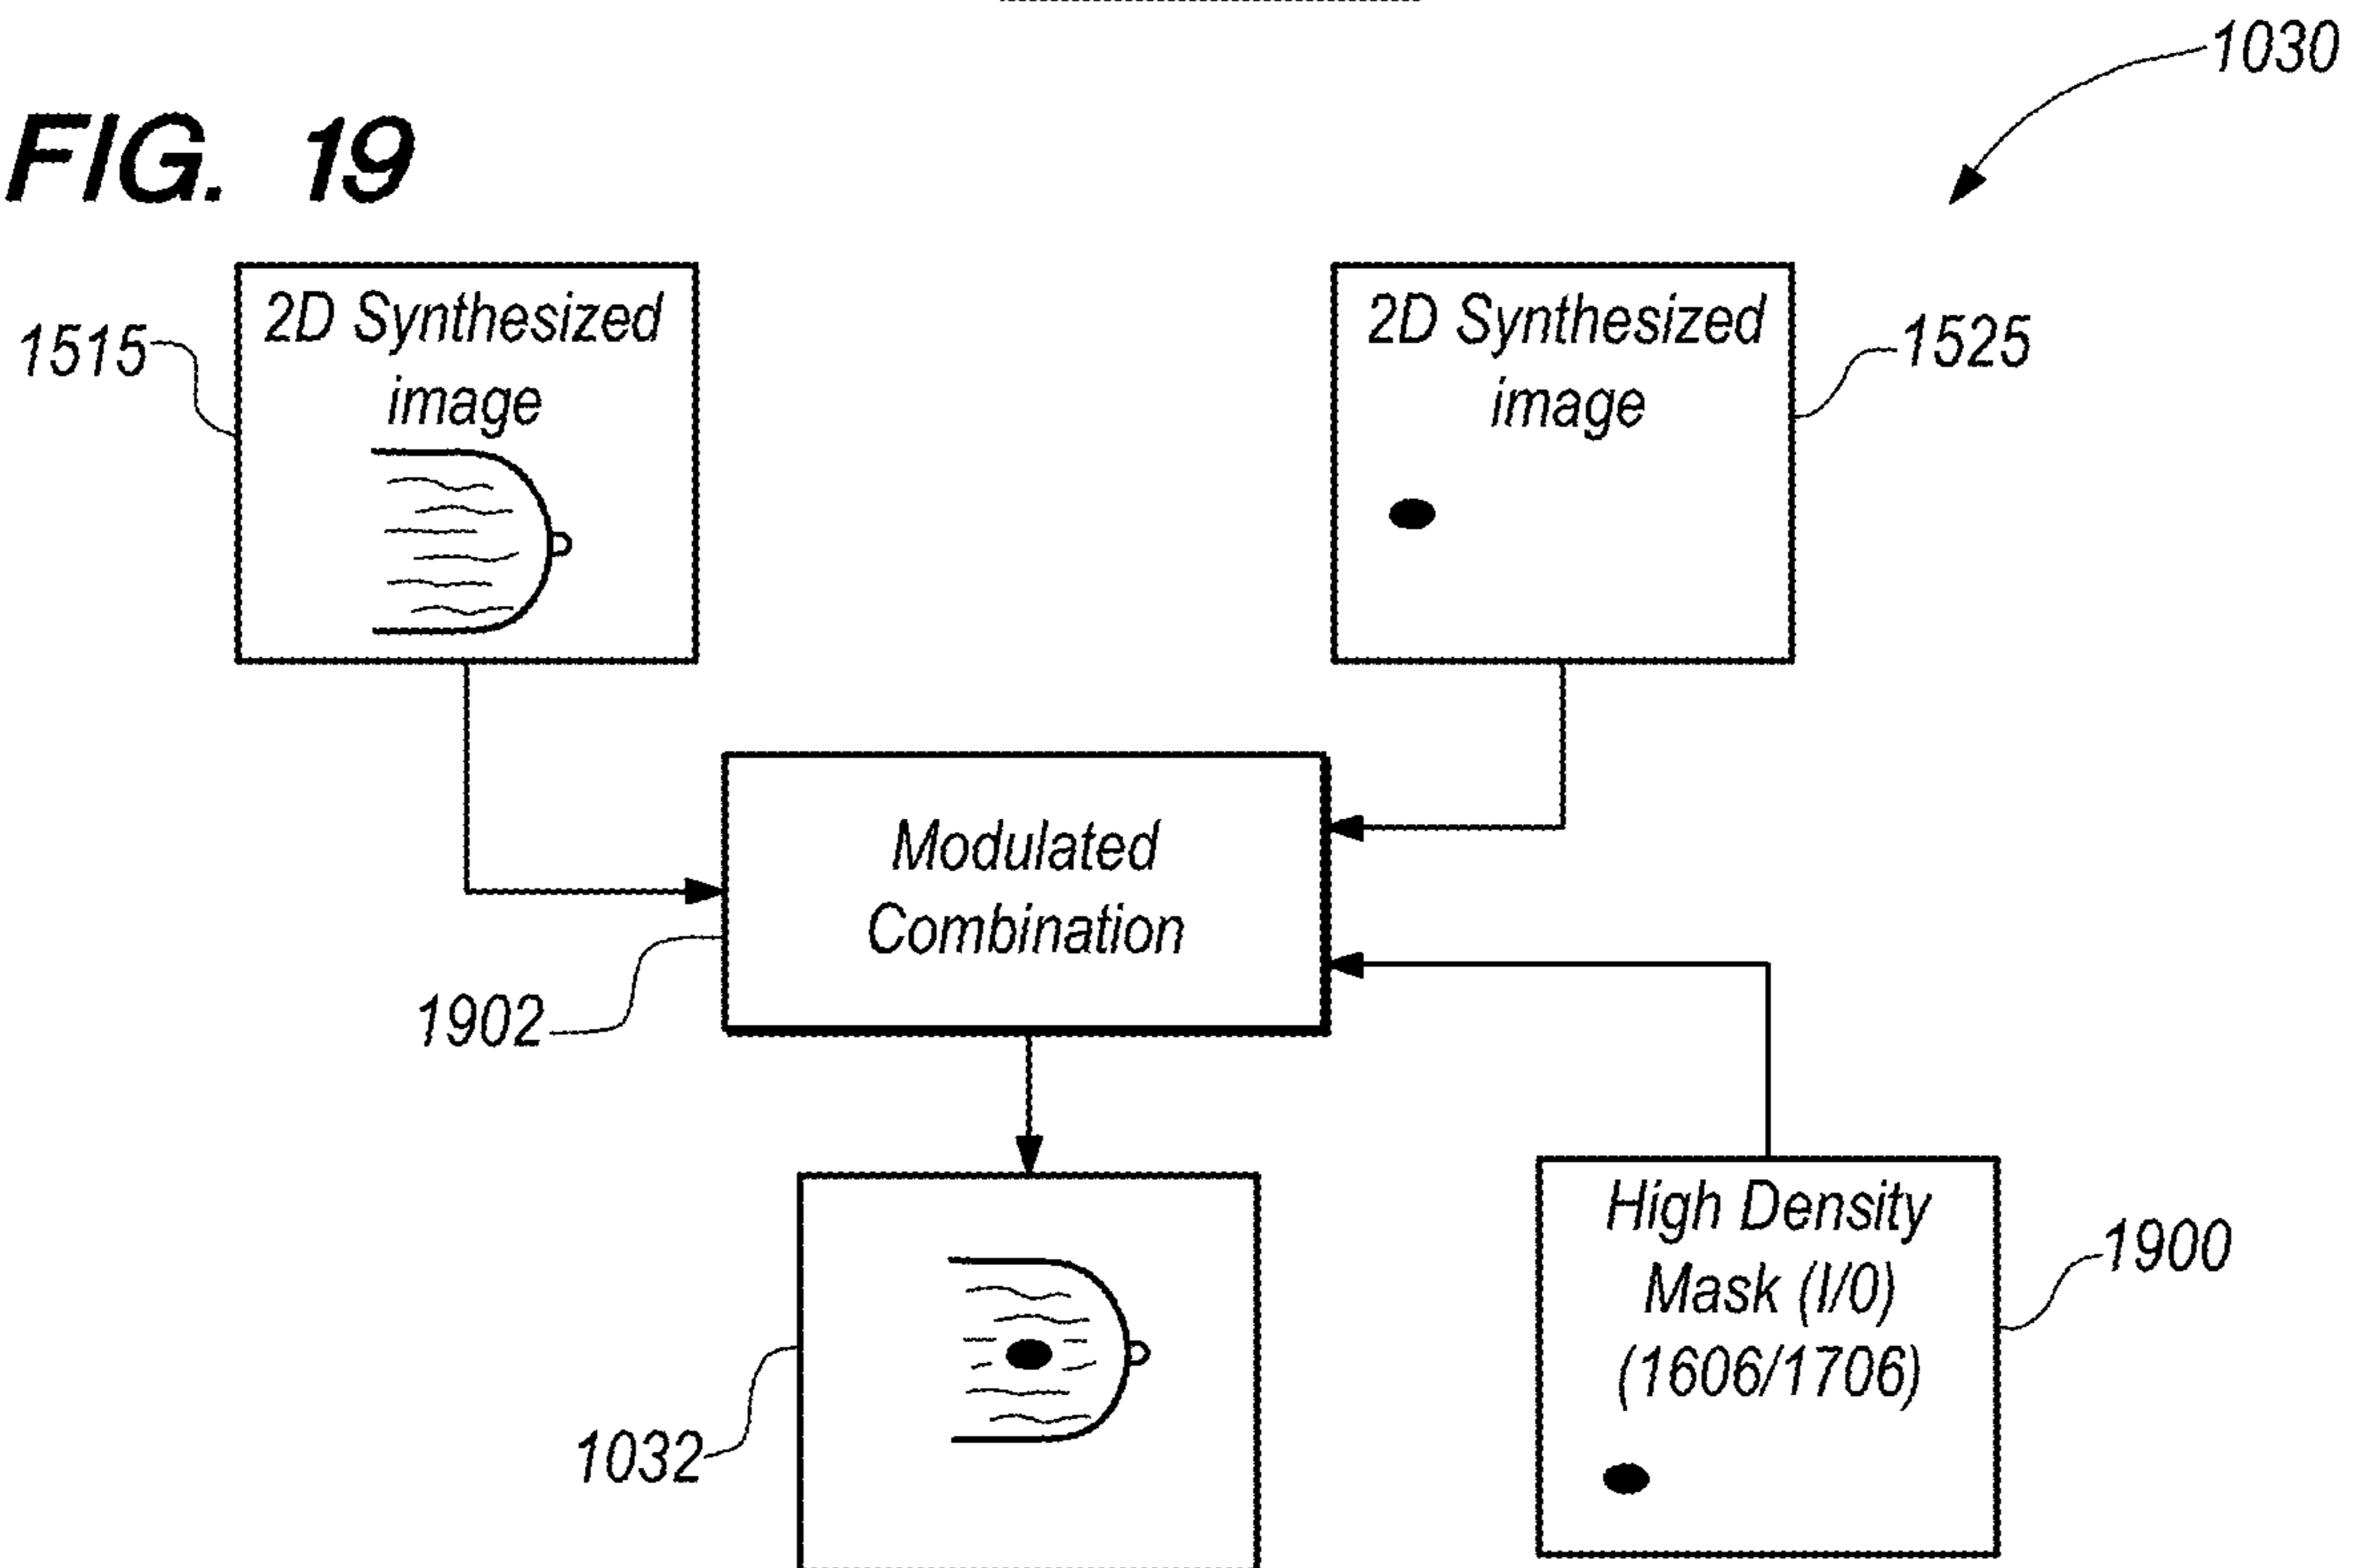 1030
FIG. 19
2D Synthesized
image
1515
2D Synthesized
image
1525
Modulated
Combination
1902
High Density
Mask (I/0)
(1606/1706)
1900
1032